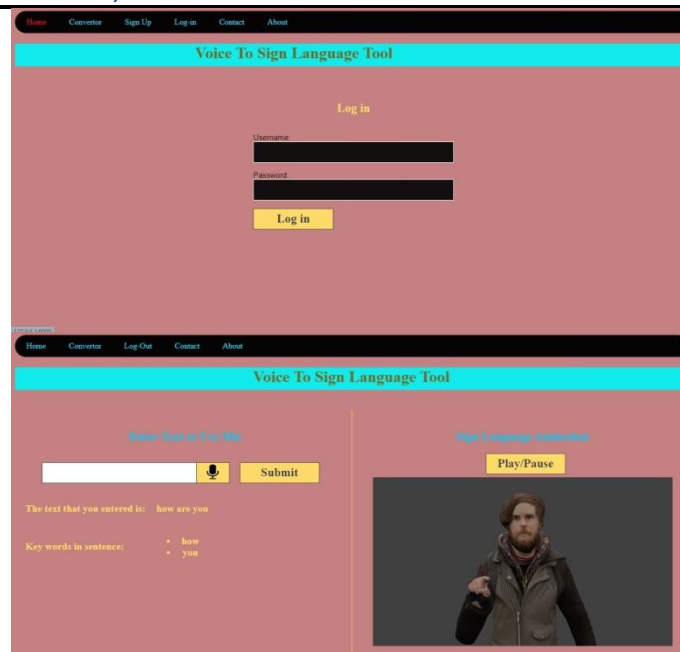 Home Convertor Sign Up Log-in Contact About
Voice To Sign Language Tool
Log in
Username:
Password:
Log in
Home Convertor Log-Out Contact About
Voice To Sign Language Tool
Enter Text or Use Mic
Sign Language Animation
Submit
Play/Pause
The text that you entered is: how are you
Key words in sentence:
• how
• you